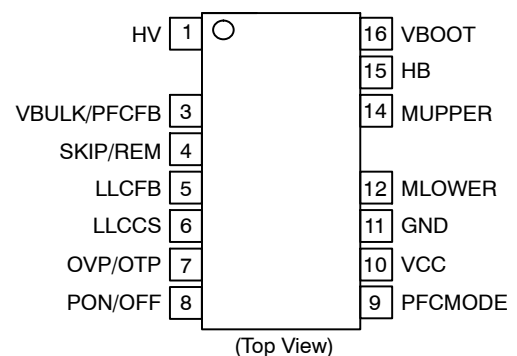 HV 1 16 VBOOT
15 HB
VBULK/PFCFB 3 14 MUPPER
SKIP/REM 4
LLCFB 5 12 MLOWER
LLCCS 6 11 GND
OVP/OTP 7 10 VCC
PON/OFF 8 9 PFCMODE
(Top View)